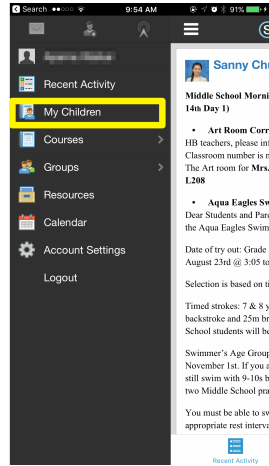 Search 9:54 AM 91%
Sanny Chu
Recent Activity
My Children
Courses
Groups
Resources
Calendar
Account Settings
Logout
Middle School Morni
14th Day 1)
• Art Room Corr
HB teachers, please in
Classroom number is n
The Art room for Mrs.
L208
• Aqua Eagles Sw
Dear Students and Pare
the Aqua Eagles Swim
Date of try out: Grade
August 23rd @ 3:05 to
Selection is based on ti
Timed strokes: 7 & 8 y
backstroke and 25m br
School students will be
Swimmer's Age Group
November 1st. If you a
still swim with 9-10s b
two Middle School pra
You must be able to sw
appropriate rest interva
Recent Activity